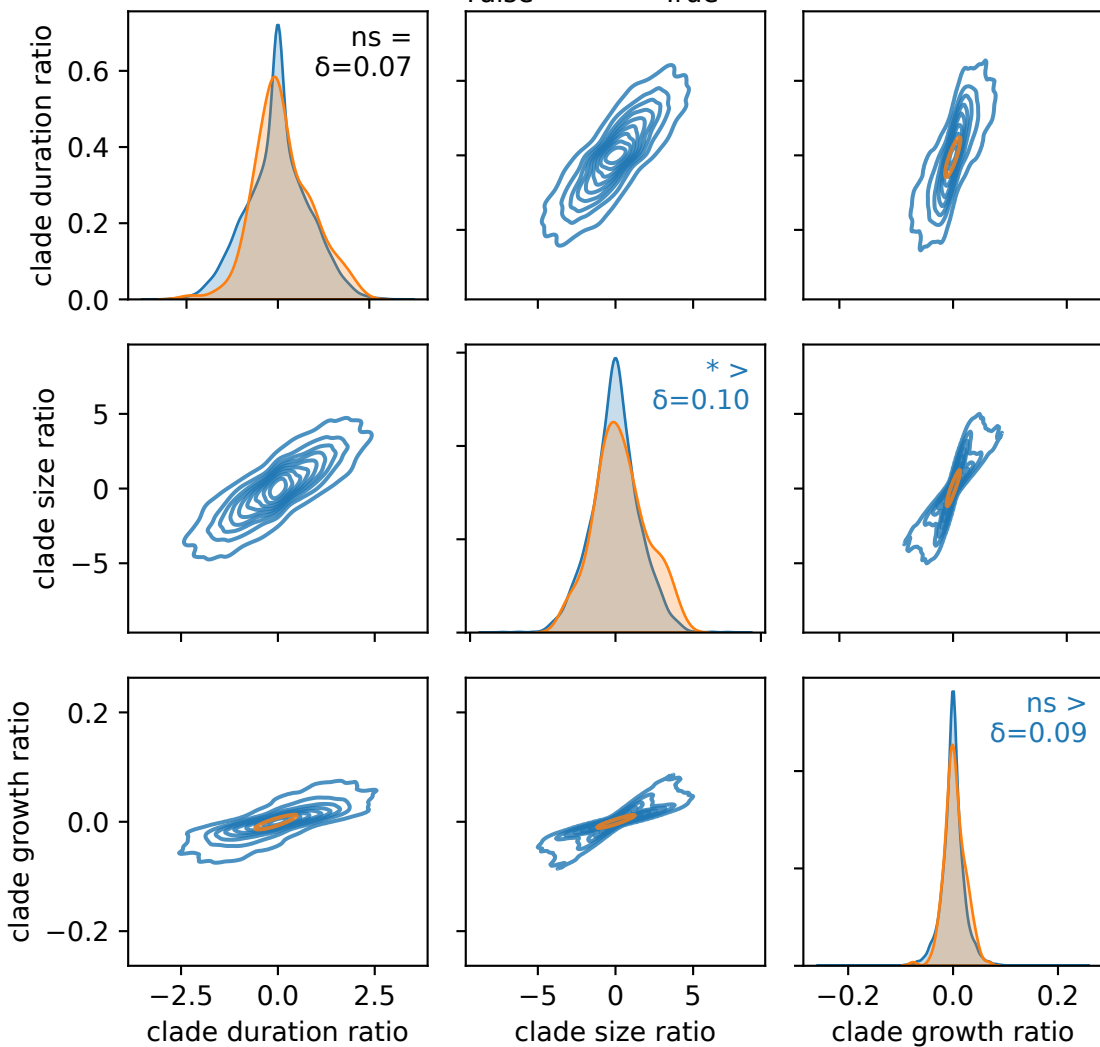 ns =
δ=0.07
clade duration ratio
0.6
0.4
0.2
0.0
* >
δ=0.10
clade size ratio
5
0
−5
ns >
δ=0.09
clade growth ratio
0.2
0.0
−0.2
−2.5 0.0 2.5
−5 0 5
−0.2 0.0 0.2
clade duration ratio
clade size ratio
clade growth ratio